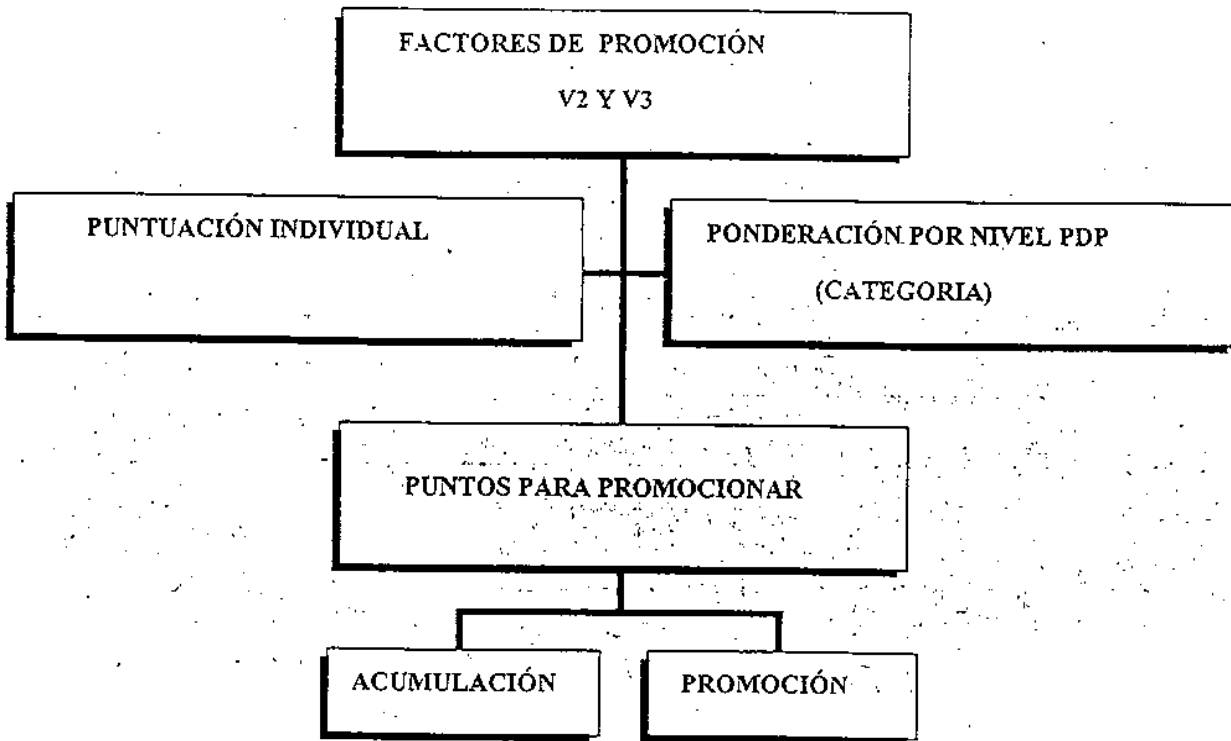 FACTORES DE PROMOCIÓN
V2 Y V3
PUNTUACIÓN INDIVIDUAL
PONDERACIÓN POR NIVEL PDP
(CATEGORIA)
PUNTOS PARA PROMOCIONAR
ACUMULACIÓN
PROMOCIÓN